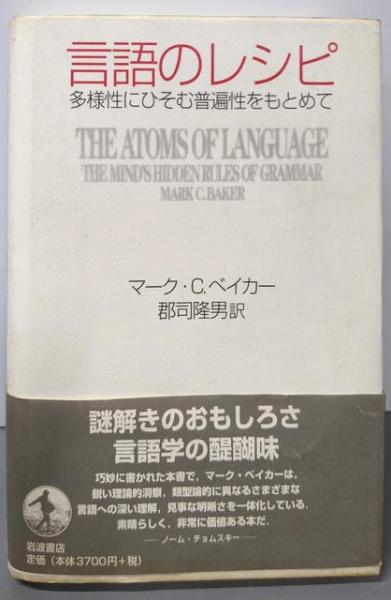 言語のレシピ
多様性にひそむ普遍性をもとめて
THE ATOMS OF LANGUAGE
THE MIND'S HIDDEN RULES OF GRAMMAR
MARK C.BAKER
マーク・C.ベイカー
郡司隆男訳
謎解きのおもしろさ
言語学の醍醐味
巧妙に書かれた本書で,マーク・ベイカーは,
鋭い理論的洞察,類型論的に異なるさまざまな
言語への深い理解,見事な明晰さを一体化している.
素晴らしく,非常に価値ある本だ.
──ノーム・チョムスキー──
岩波書店
定価(本体3700円+税)